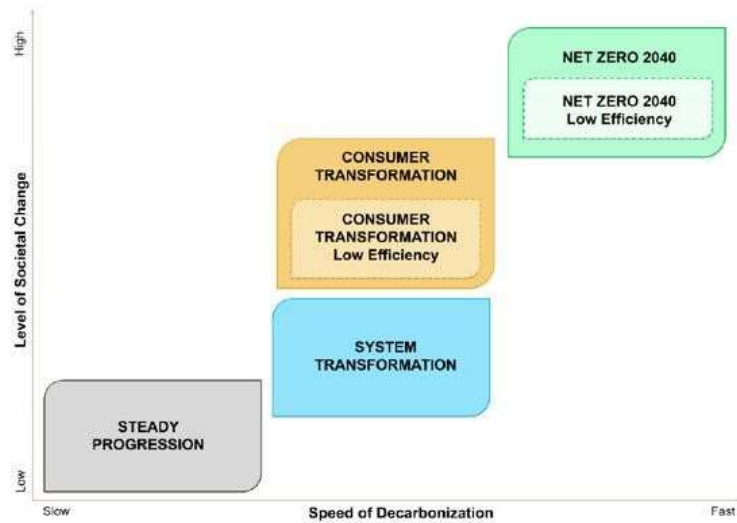 High
NET ZERO 2040
NET ZERO 2040
Low Efficiency
CONSUMER
TRANSFORMATION
CONSUMER
TRANSFORMATION
Low Efficiency
Level of Societal Change
SYSTEM
TRANSFORMATION
STEADY
PROGRESSION
Low
Slow
Speed of Decarbonization
Fast